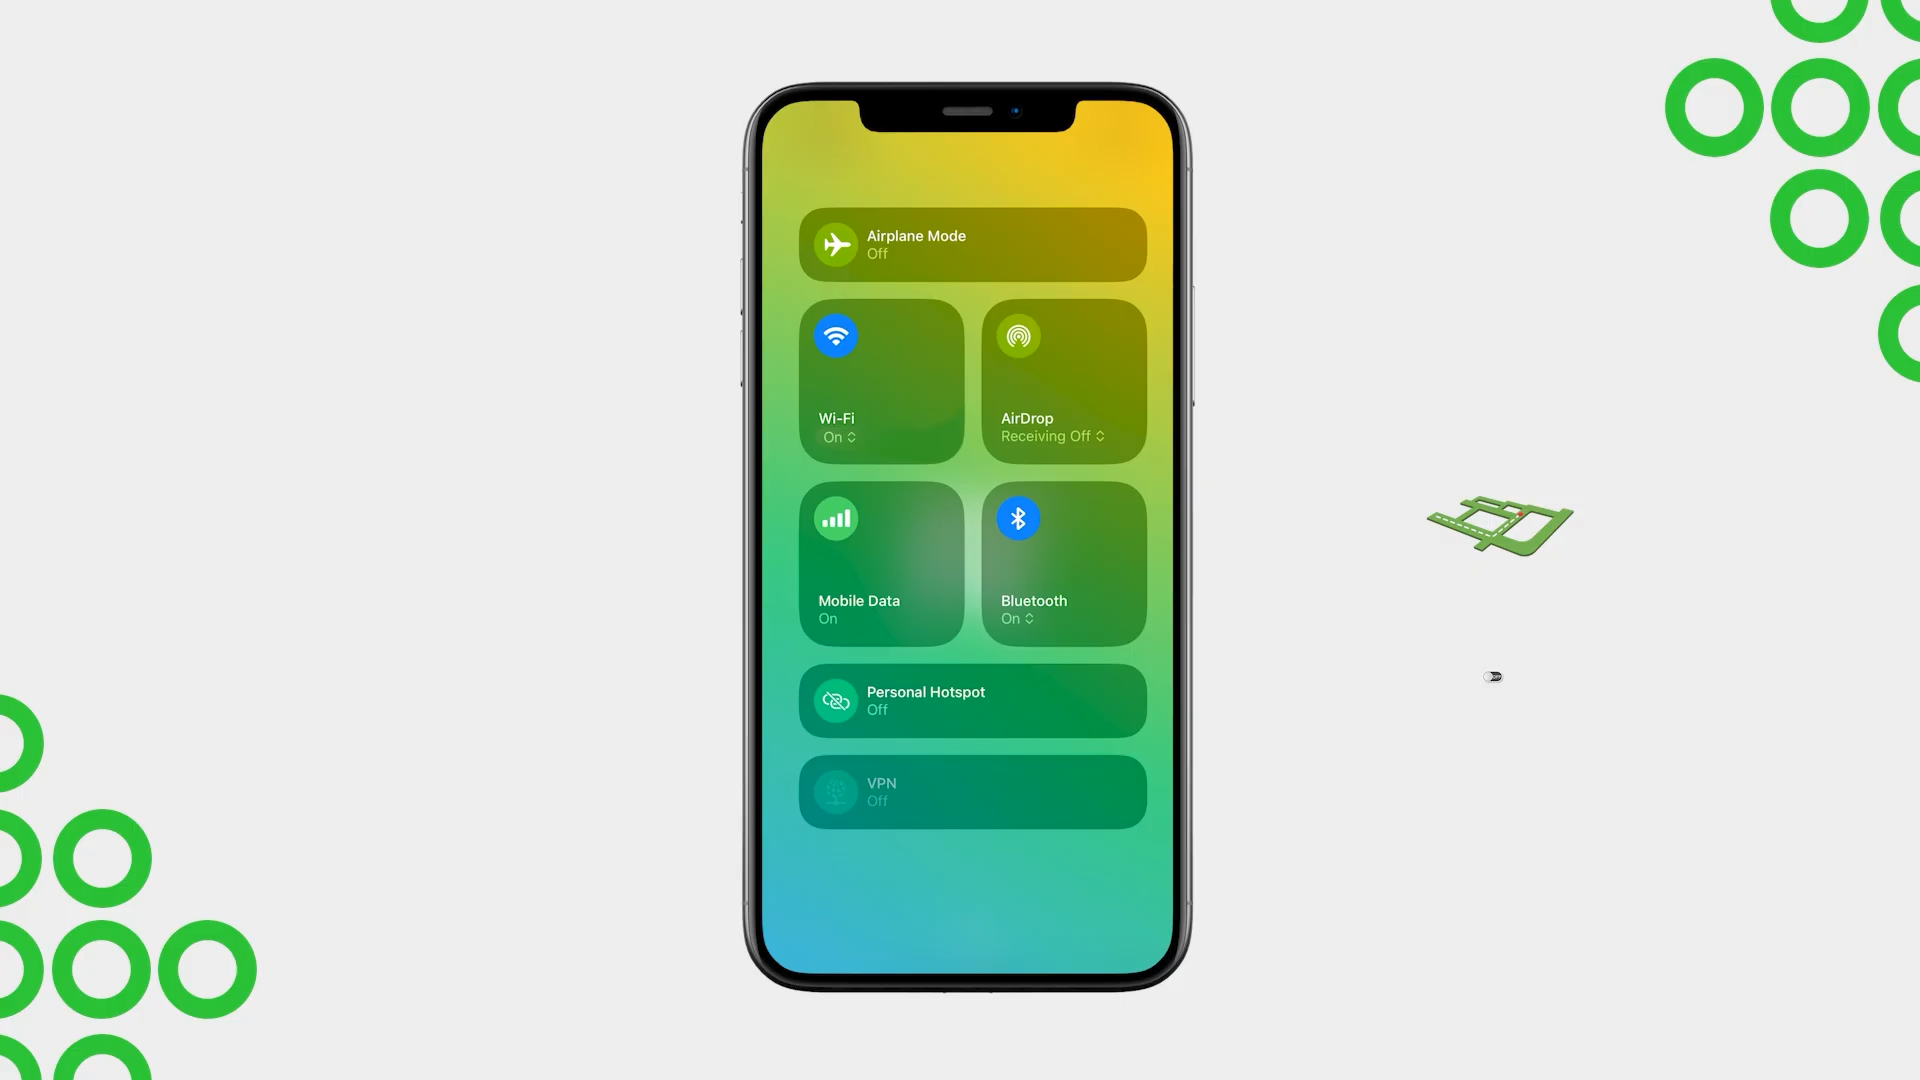 Airplane Mode
Off
Wi-Fi
On
AirDrop
Receiving Off
Mobile Data
On
Bluetooth
On
Personal Hotspot
Off
VPN
Off